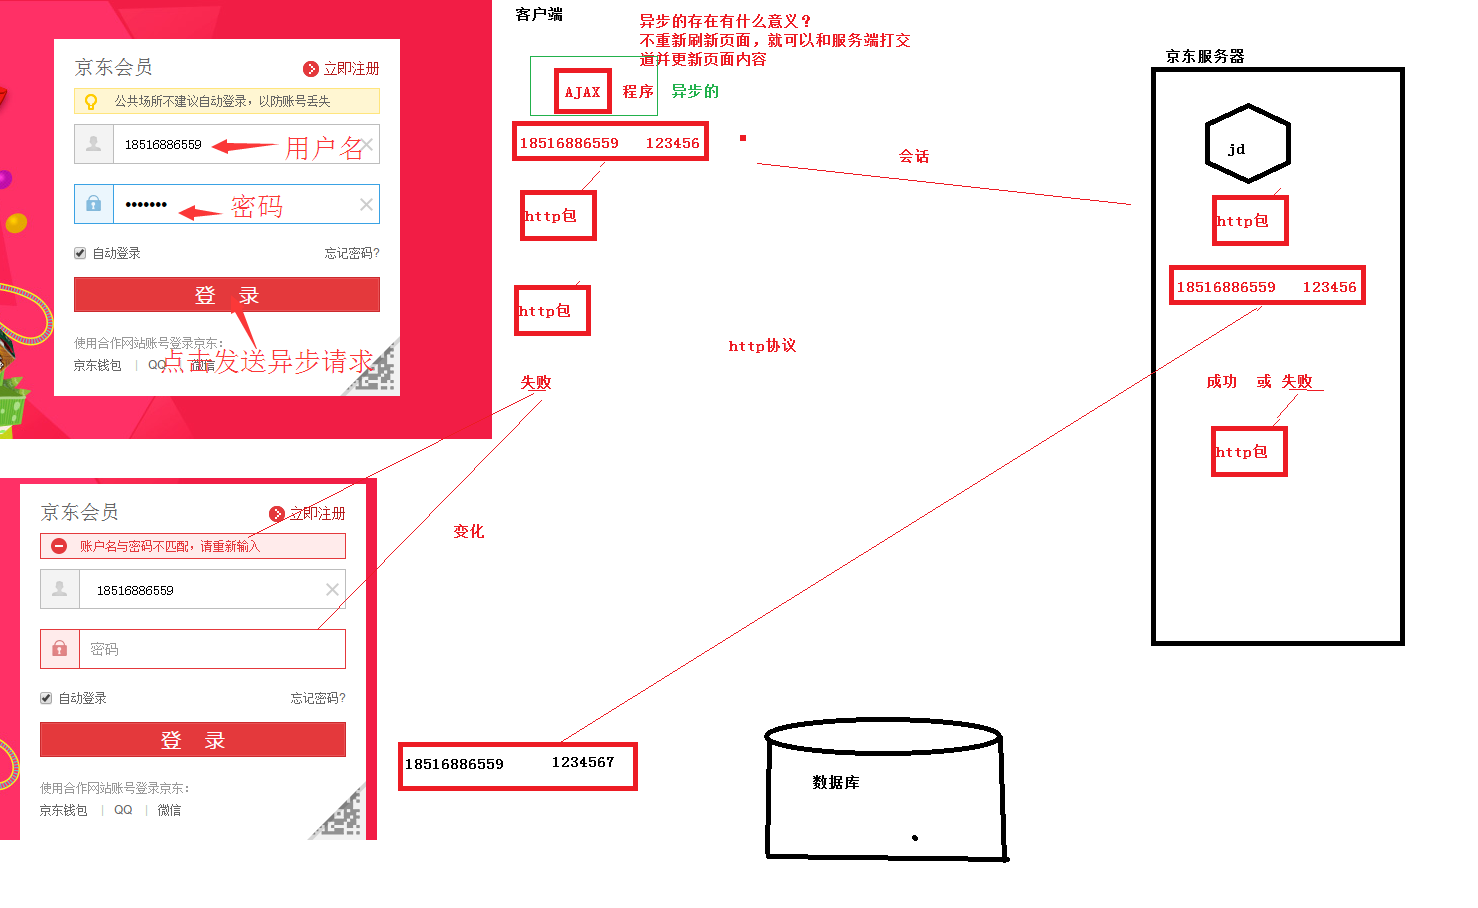 京东会员
立即注册
公共场所不建议自动登录，以防账号丢失
18516886559
用户名
密码
自动登录
忘记密码?
登 录
使用合作网站账号登录京东：
点击发送异步请求
京东钱包 | QQ 微信
客户端
异步的存在有什么意义？
不重新刷新页面，就可以和服务端打交
道并更新页面内容
AJAX 程序 异步的
18516886559 123456
http包
http包
失败
会话
http协议
京东服务器
jd
http包
18516886559 123456
成功 或 失败
http包
京东会员
立即注册
账户名与密码不匹配，请重新输入
18516886559
密码
自动登录
忘记密码?
登 录
使用合作网站账号登录京东：
京东钱包 | QQ | 微信
变化
18516886559 1234567
数据库